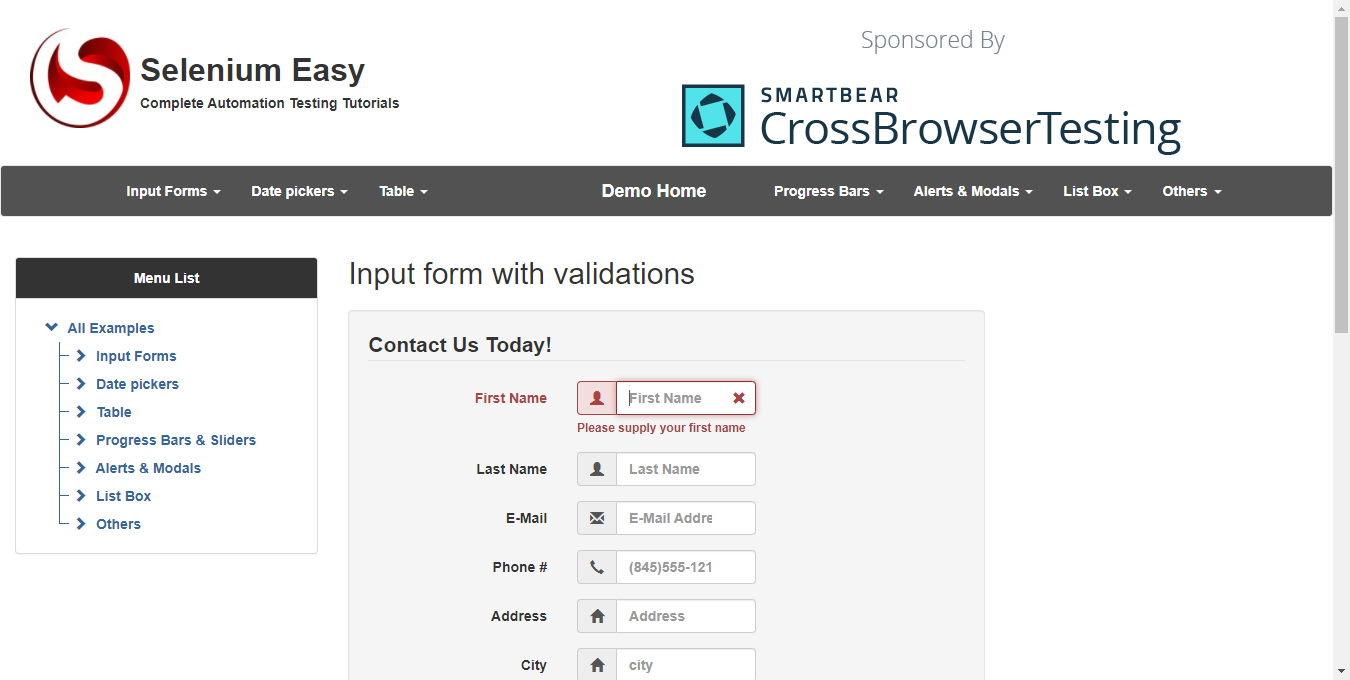 Selenium Easy
Complete Automation Testing Tutorials
Sponsored By
SMARTBEAR
CrossBrowserTesting
Input Forms Date pickers Table Demo Home Progress Bars Alerts & Modals List Box Others
Menu List
All Examples
Input Forms
Date pickers
Table
Progress Bars & Sliders
Alerts & Modals
List Box
Others
Input form with validations
Contact Us Today!
First Name First Name
Please supply your first name
Last Name Last Name
E-Mail E-Mail Addre
Phone # (845)555-121
Address Address
City city